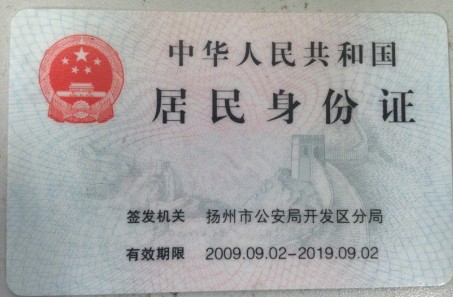 中华人民共和国
居民身份证
签发机关 扬州市公安局开发区分局
有效期限 2009.09.02-2019.09.02